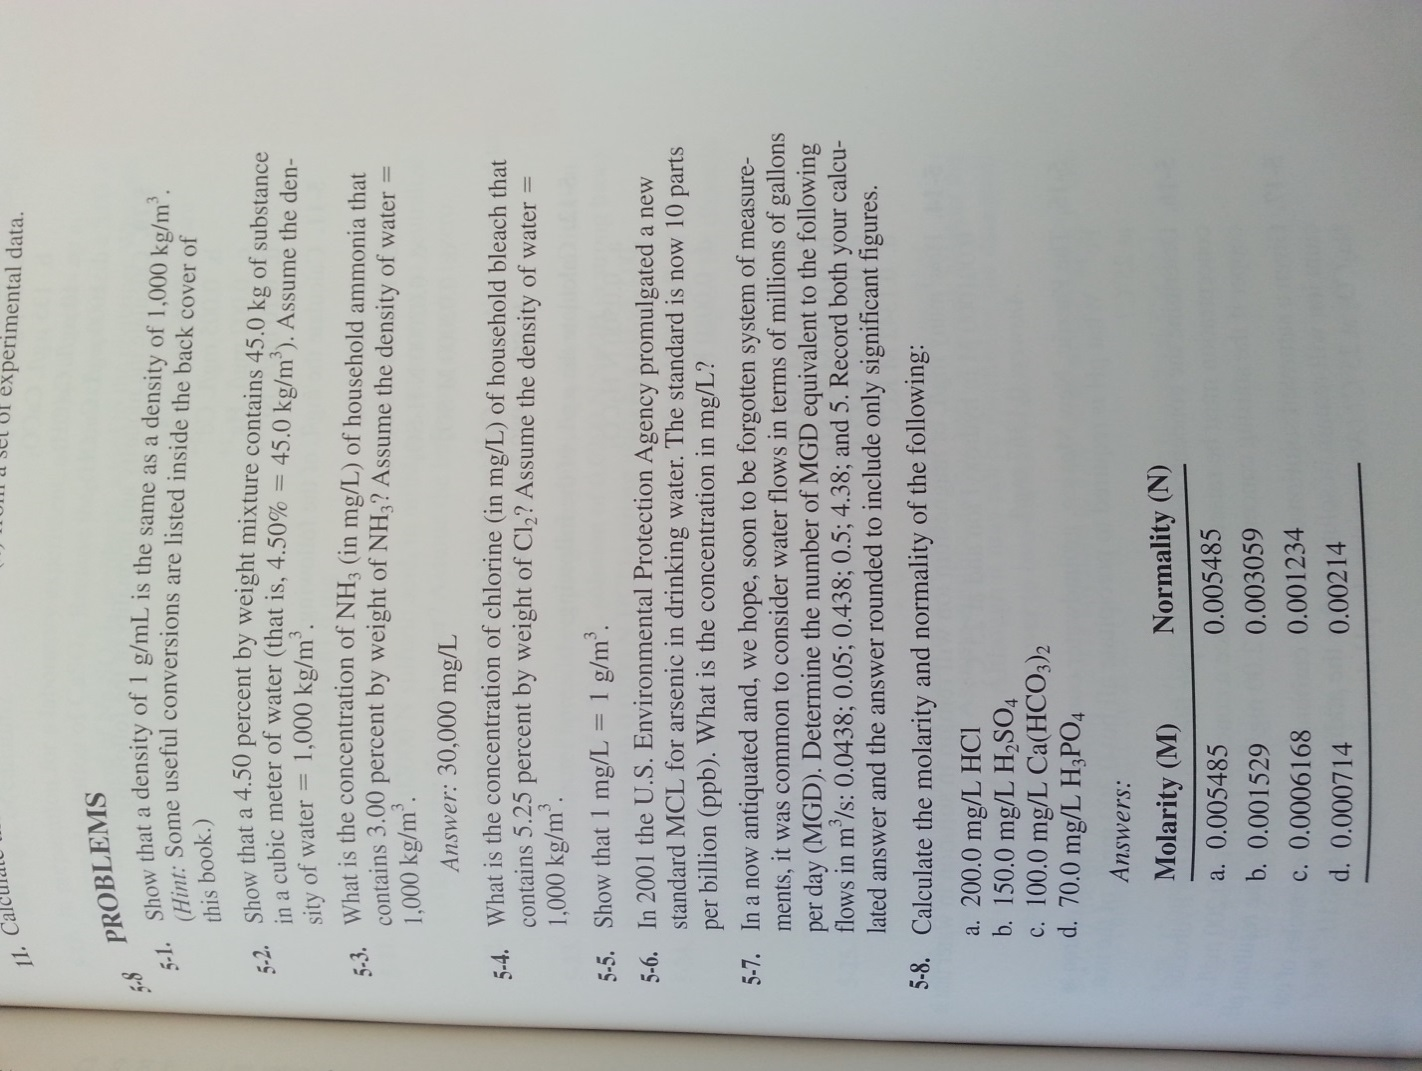 11. Calculate a set of experimental data.
5-8 PROBLEMS
5-1. Show that a density of 1 g/mL is the same as a density of 1,000 kg/m³.
(Hint: Some useful conversions are listed inside the back cover of
this book.)
5-2. Show that a 4.50 percent by weight mixture contains 45.0 kg of substance
in a cubic meter of water (that is, 4.50% = 45.0 kg/m³). Assume the den-
sity of water = 1,000 kg/m³.
5-3. What is the concentration of NH₃ (in mg/L) of household ammonia that
contains 3.00 percent by weight of NH₃? Assume the density of water =
1,000 kg/m³.
Answer: 30,000 mg/L
5-4. What is the concentration of chlorine (in mg/L) of household bleach that
contains 5.25 percent by weight of Cl₂? Assume the density of water =
1,000 kg/m³.
5-5. Show that 1 mg/L = 1 g/m³.
5-6. In 2001 the U.S. Environmental Protection Agency promulgated a new
standard MCL for arsenic in drinking water. The standard is now 10 parts
per billion (ppb). What is the concentration in mg/L?
5-7. In a now antiquated and, we hope, soon to be forgotten system of measure-
ments, it was common to consider water flows in terms of millions of gallons
per day (MGD). Determine the number of MGD equivalent to the following
flows in m³/s: 0.0438; 0.05; 0.438; 0.5; 4.38; and 5. Record both your calcu-
lated answer and the answer rounded to include only significant figures.
5-8. Calculate the molarity and normality of the following:
a. 200.0 mg/L HCl
b. 150.0 mg/L H₂SO₄
c. 100.0 mg/L Ca(HCO₃)₂
d. 70.0 mg/L H₃PO₄
Answers:
Molarity (M) Normality (N)
a. 0.005485 0.005485
b. 0.001529 0.003059
c. 0.0006168 0.001234
d. 0.000714 0.00214